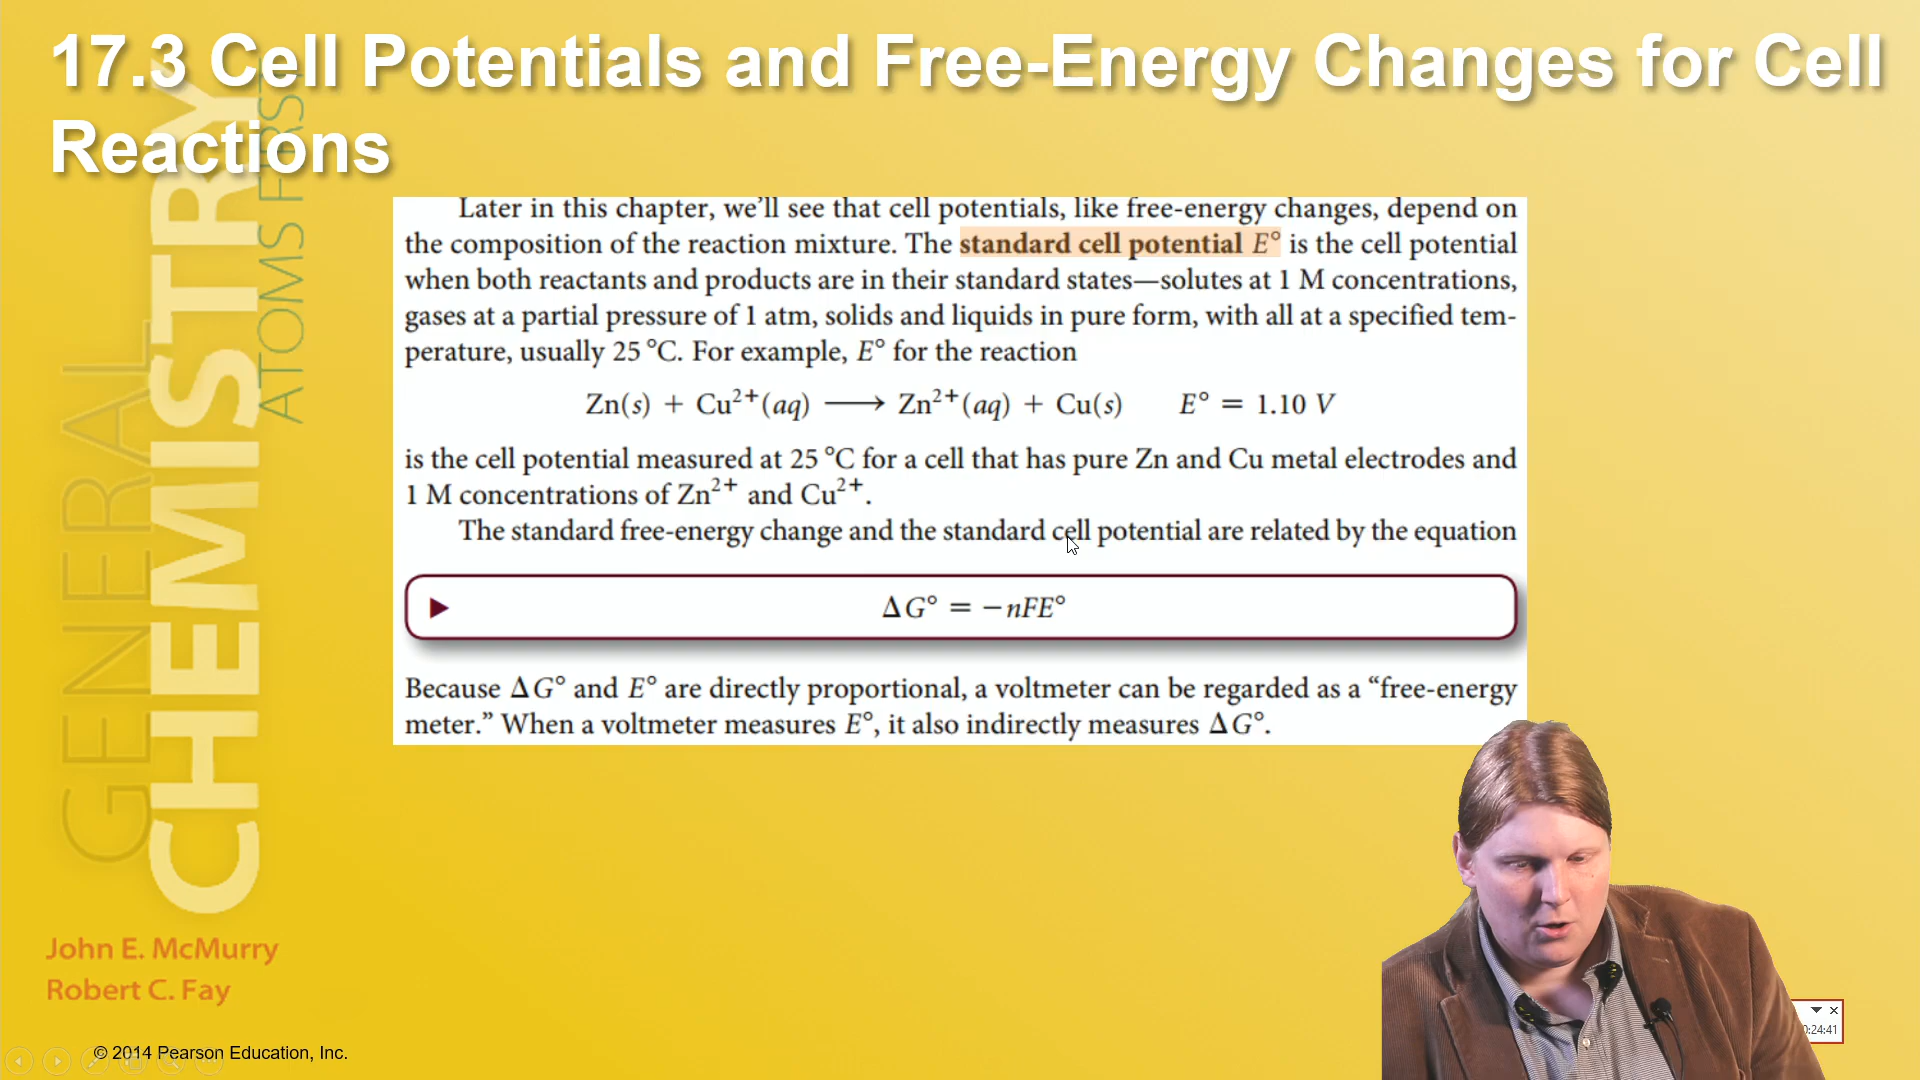 17.3 Cell Potentials and Free-Energy Changes for Cell
Reactions
GENERAL
CHEMISTRY
ATOMS FIRST
Later in this chapter, we'll see that cell potentials, like free-energy changes, depend on
the composition of the reaction mixture. The standard cell potential E° is the cell potential
when both reactants and products are in their standard states—solutes at 1 M concentrations,
gases at a partial pressure of 1 atm, solids and liquids in pure form, with all at a specified tem-
perature, usually 25 °C. For example, E° for the reaction
Zn(s) + Cu²⁺(aq) ⟶ Zn²⁺(aq) + Cu(s) E° = 1.10 V
is the cell potential measured at 25 °C for a cell that has pure Zn and Cu metal electrodes and
1 M concentrations of Zn²⁺ and Cu²⁺.
The standard free-energy change and the standard cell potential are related by the equation
ΔG° = −nFE°
Because ΔG° and E° are directly proportional, a voltmeter can be regarded as a “free-energy
meter.” When a voltmeter measures E°, it also indirectly measures ΔG°.
John E. McMurry
Robert C. Fay
© 2014 Pearson Education, Inc.
:24:41